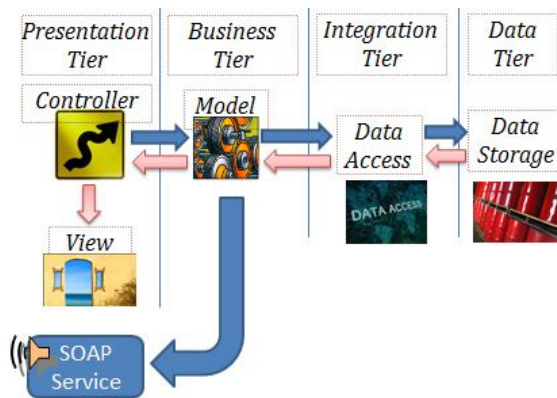 Presentation
Tier
Business
Tier
Integration
Tier
Data
Tier
Controller
Model
Data
Access
Data
Storage
DATA ACCESS
View
SOAP
Service